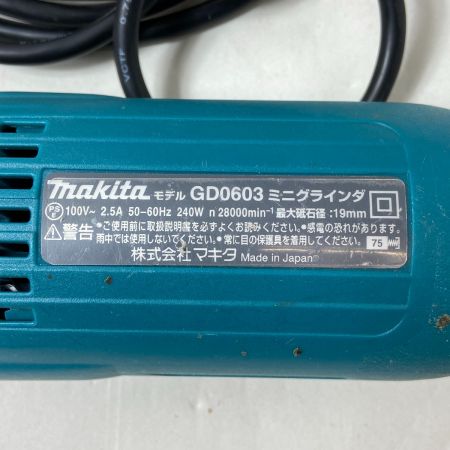 VCTF 0.75
makita モデル GD0603 ミニグラインダ
PS E 100V~ 2.5A 50-60Hz 240W n 28000min⁻¹ 最大砥石径:19mm
警告 •ご使用前に取扱説明書を必ずよくお読みください。•感電の恐れがあります。
雨中では使用しないでください。•常に目の保護具を着用して下さい。 75
株式会社マキタ Made in Japan